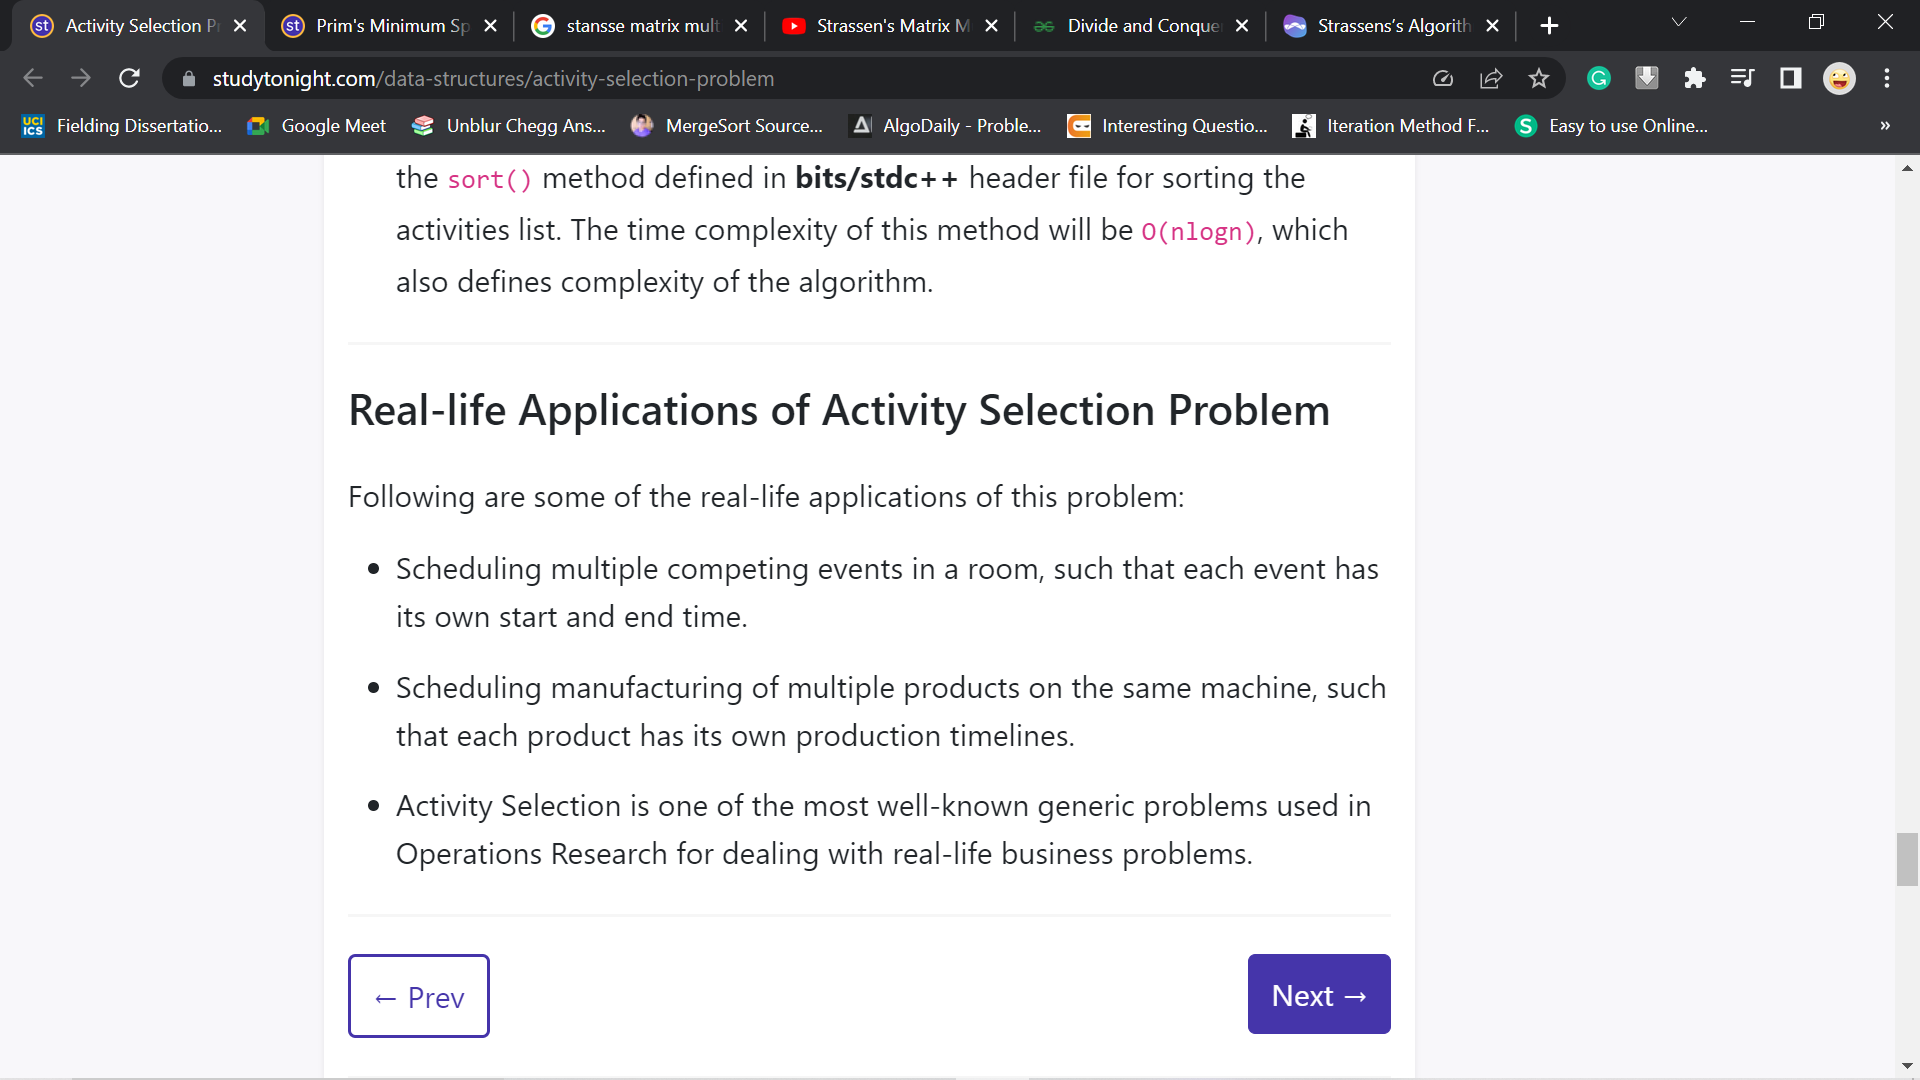 st Activity Selection Pr
st Prim's Minimum Sp
G stansse matrix mult
Strassen's Matrix M
Divide and Conque
Strassens's Algorith
studytonight.com/data-structures/activity-selection-problem
G
UCI ICS Fielding Dissertatio...
Google Meet
Unblur Chegg Ans...
MergeSort Source...
AlgoDaily - Proble...
Interesting Questio...
Iteration Method F...
S Easy to use Online...
»
the sort() method defined in bits/stdc++ header file for sorting the
activities list. The time complexity of this method will be O(nlogn), which
also defines complexity of the algorithm.
Real-life Applications of Activity Selection Problem
Following are some of the real-life applications of this problem:
• Scheduling multiple competing events in a room, such that each event has
its own start and end time.
• Scheduling manufacturing of multiple products on the same machine, such
that each product has its own production timelines.
• Activity Selection is one of the most well-known generic problems used in
Operations Research for dealing with real-life business problems.
← Prev
Next →